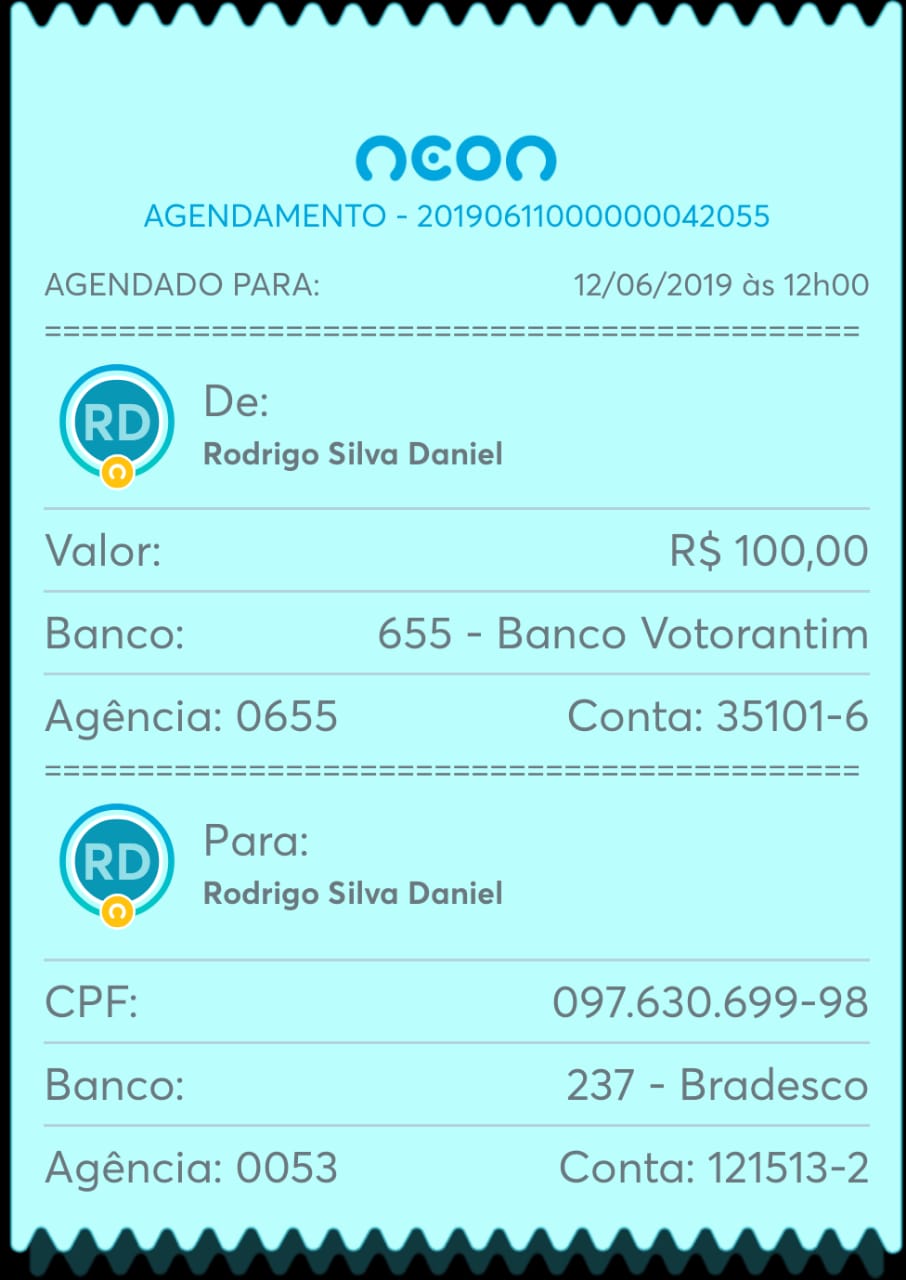 neon
AGENDAMENTO - 20190611000000042055
AGENDADO PARA: 12/06/2019 às 12h00
============================================
RD
De:
Rodrigo Silva Daniel
Valor: R$ 100,00
Banco: 655 - Banco Votorantim
Agência: 0655 Conta: 35101-6
============================================
RD
Para:
Rodrigo Silva Daniel
CPF: 097.630.699-98
Banco: 237 - Bradesco
Agência: 0053 Conta: 121513-2